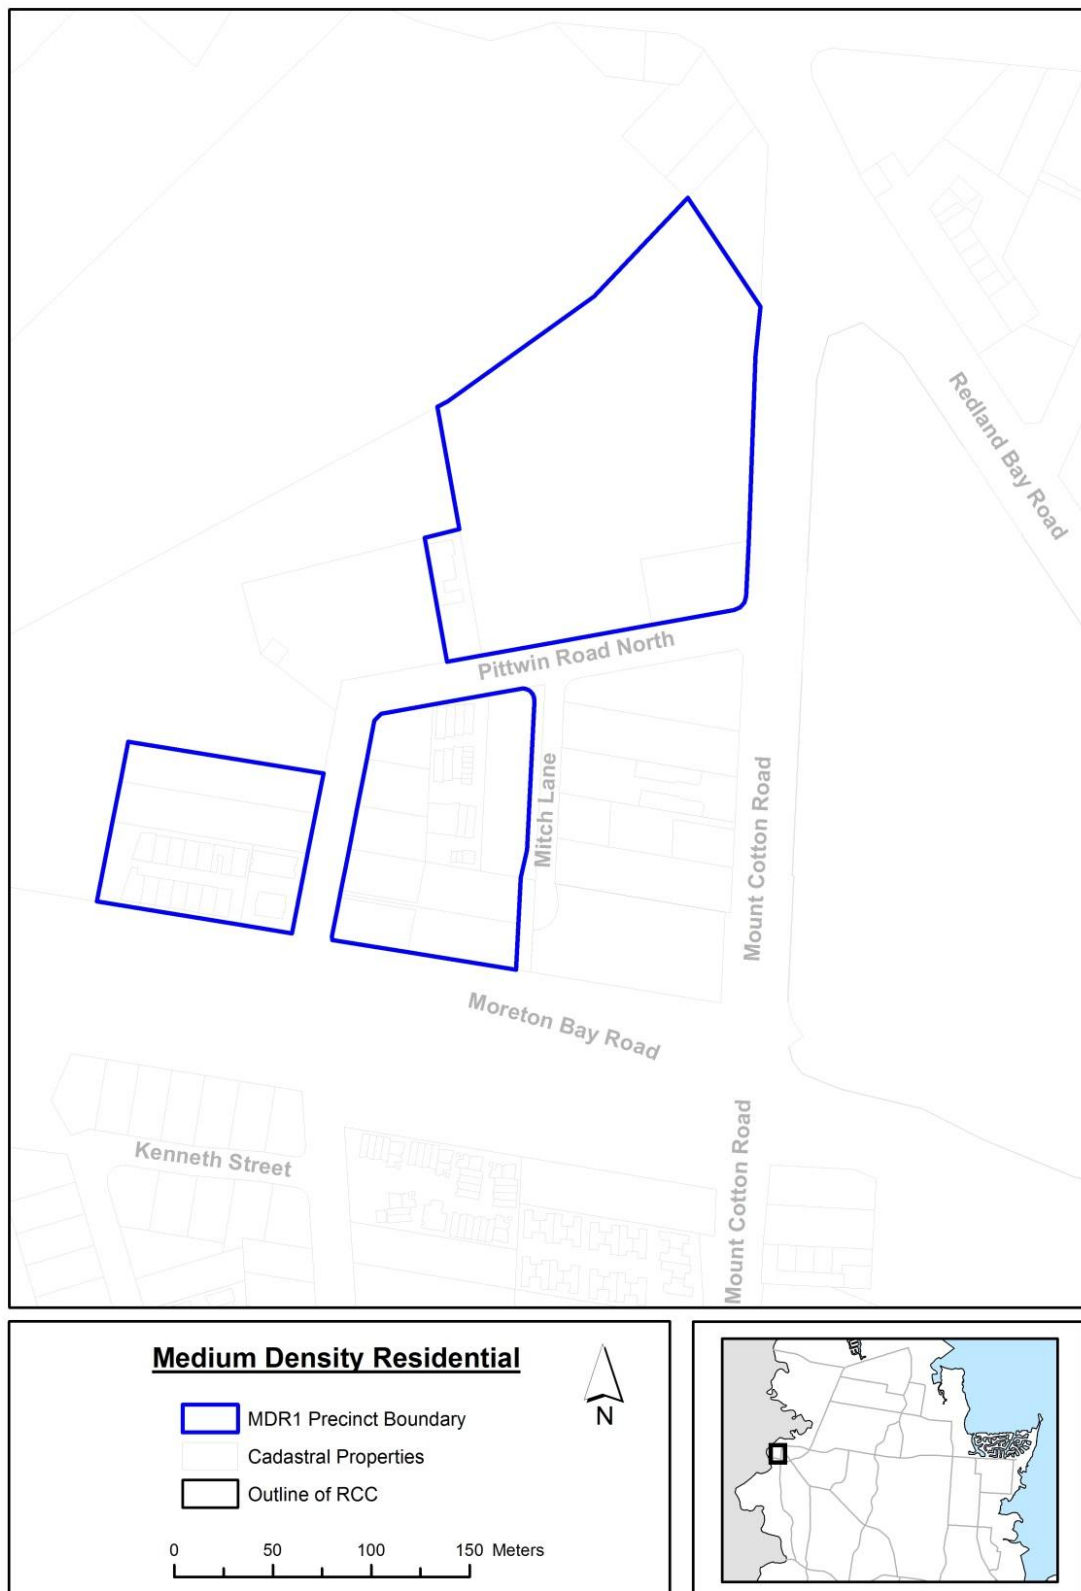 Redland Bay Road
Pittwin Road North
Mitch Lane
Mount Cotton Road
Moreton Bay Road
Kenneth Street
Mount Cotton Road
Medium Density Residential
MDR1 Precinct Boundary
Cadastral Properties
Outline of RCC
N
0 50 100 150 Meters